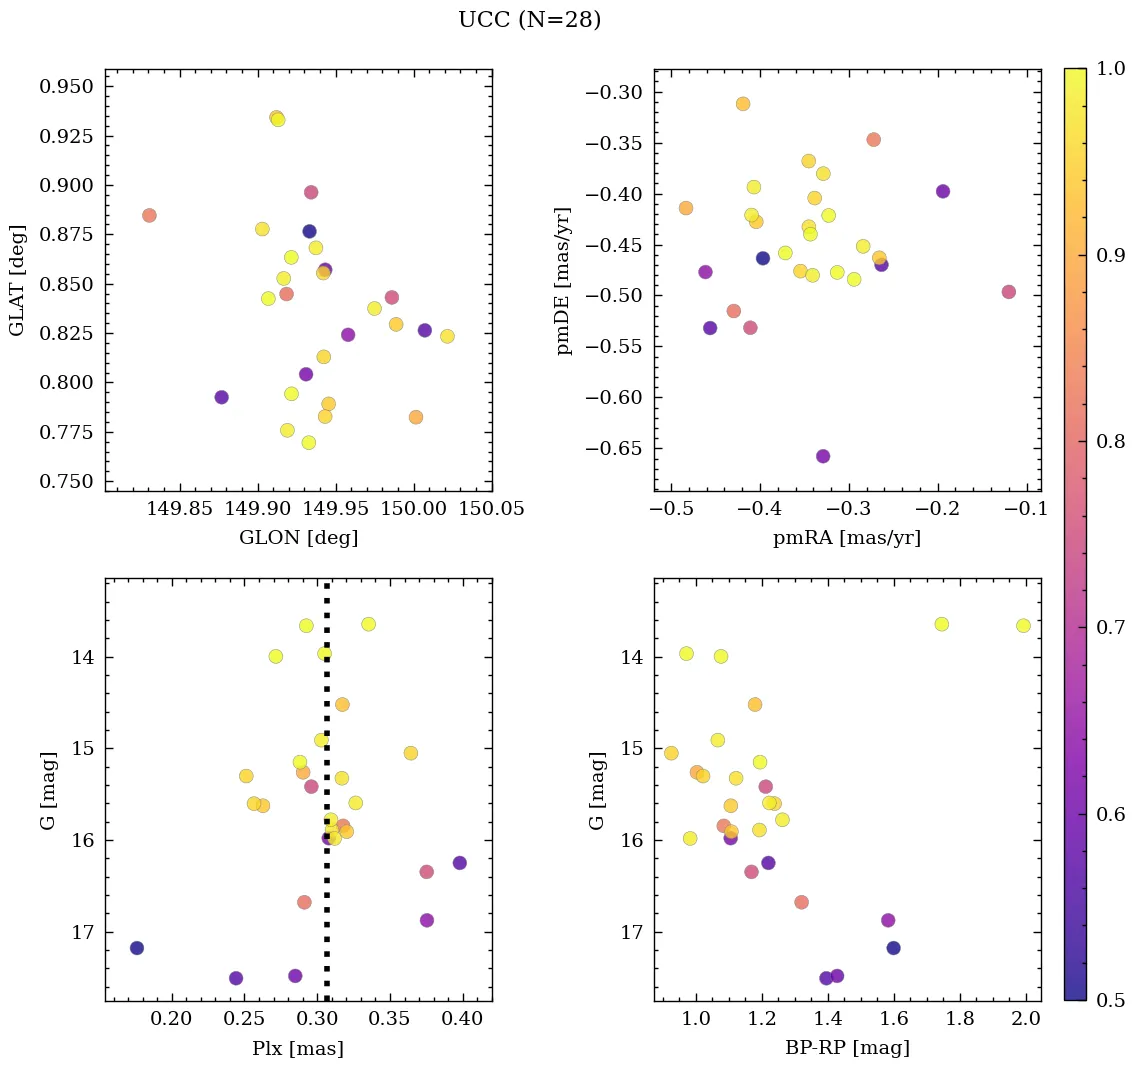 UCC (N=28)
0.950
0.925
0.900
0.875
0.850
0.825
0.800
0.775
0.750
GLAT [deg]
149.85 149.90 149.95 150.00 150.05
GLON [deg]
−0.30
−0.35
−0.40
−0.45
−0.50
−0.55
−0.60
−0.65
pmDE [mas/yr]
−0.5 −0.4 −0.3 −0.2 −0.1
pmRA [mas/yr]
14
15
16
17
G [mag]
0.20 0.25 0.30 0.35 0.40
Plx [mas]
14
15
16
17
G [mag]
1.0 1.2 1.4 1.6 1.8 2.0
BP-RP [mag]
1.0
0.9
0.8
0.7
0.6
0.5